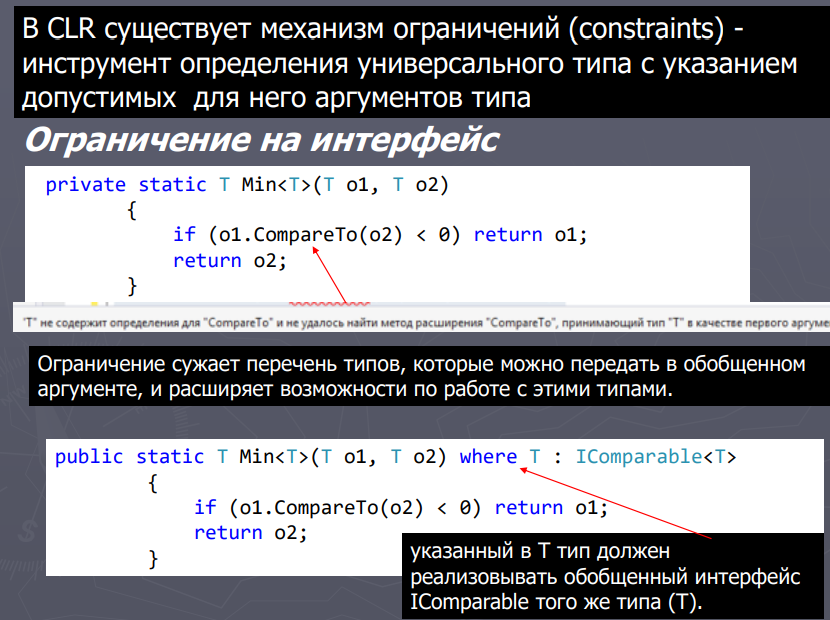 В CLR существует механизм ограничений (constraints) -
инструмент определения универсального типа с указанием
допустимых для него аргументов типа
Ограничение на интерфейс
private static T Min<T>(T o1, T o2)
{
if (o1.CompareTo(o2) < 0) return o1;
return o2;
}
"T" не содержит определения для "CompareTo" и не удалось найти метод расширения "CompareTo", принимающий тип "T" в качестве первого
Ограничение сужает перечень типов, которые можно передать в обобщенном
аргументе, и расширяет возможности по работе с этими типами.
public static T Min<T>(T o1, T o2) where T : IComparable<T>
{
if (o1.CompareTo(o2) < 0) return o1;
return o2;
}
указанный в T тип должен
реализовывать обобщенный интерфейс
IComparable того же типа (T).